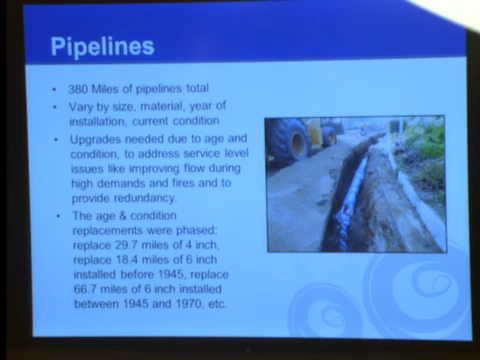 Pipelines
• 380 Miles of pipelines total
• Vary by size, material, year of
installation, current condition
• Upgrades needed due to age and
condition, to address service level
issues like improving flow during
high demands and fires and to
provide redundancy.
• The age & condition
replacements were phased:
replace 29.7 miles of 4 inch,
replace 18.4 miles of 6 inch
installed before 1945, replace
66.7 miles of 6 inch installed
between 1945 and 1970, etc.